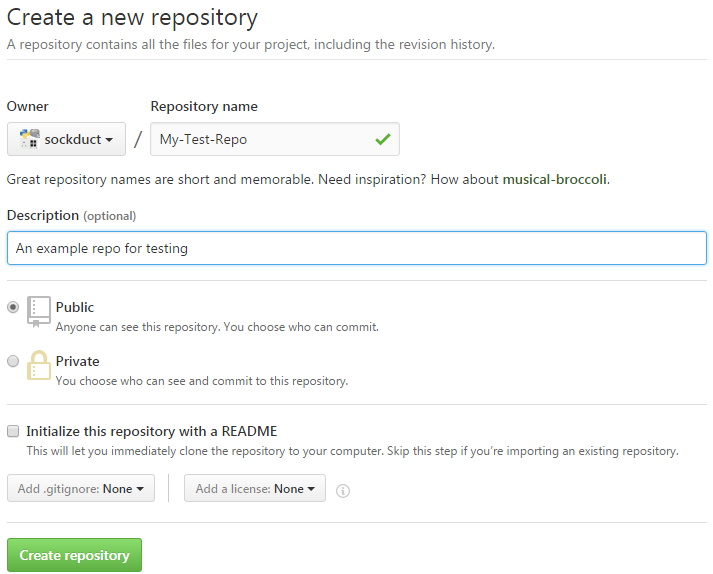 Create a new repository
A repository contains all the files for your project, including the revision history.
Owner Repository name
sockduct / My-Test-Repo
Great repository names are short and memorable. Need inspiration? How about musical-broccoli.
Description (optional)
An example repo for testing
Public
Anyone can see this repository. You choose who can commit.
Private
You choose who can see and commit to this repository.
Initialize this repository with a README
This will let you immediately clone the repository to your computer. Skip this step if you're importing an existing repository.
Add .gitignore: None Add a license: None
Create repository